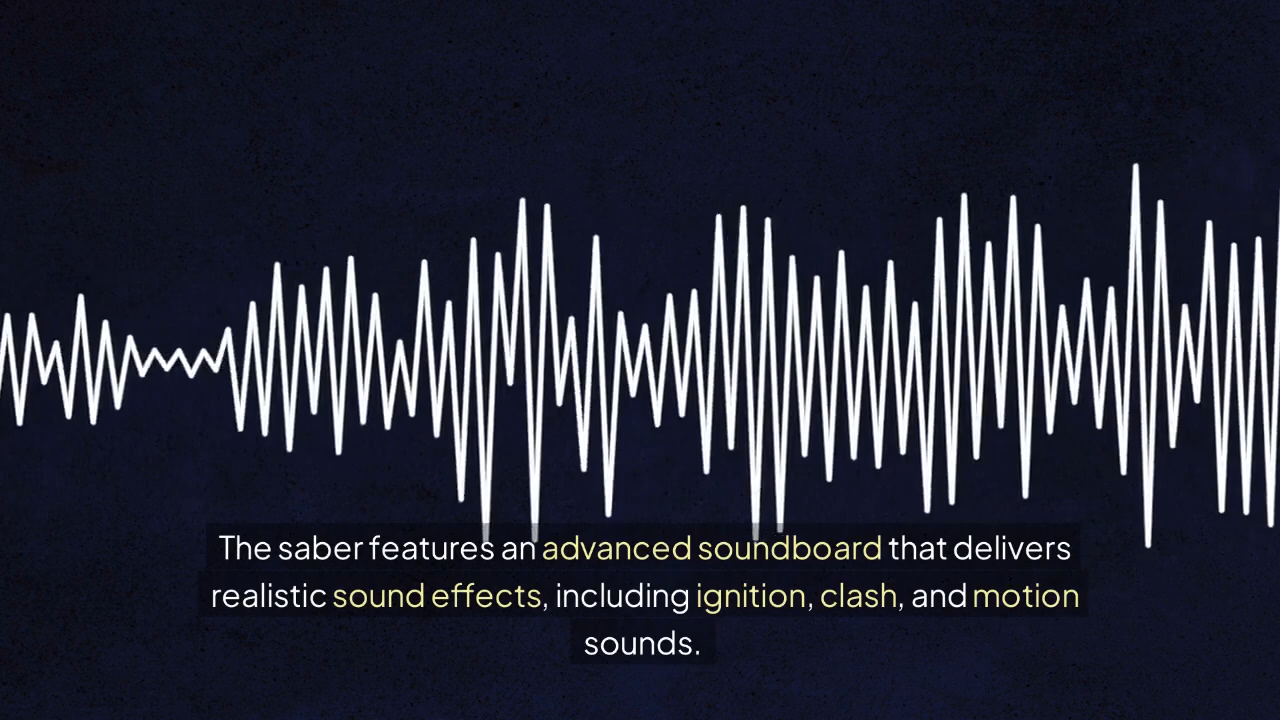 The saber features an advanced soundboard that delivers
realistic sound effects, including ignition, clash, and motion
sounds.